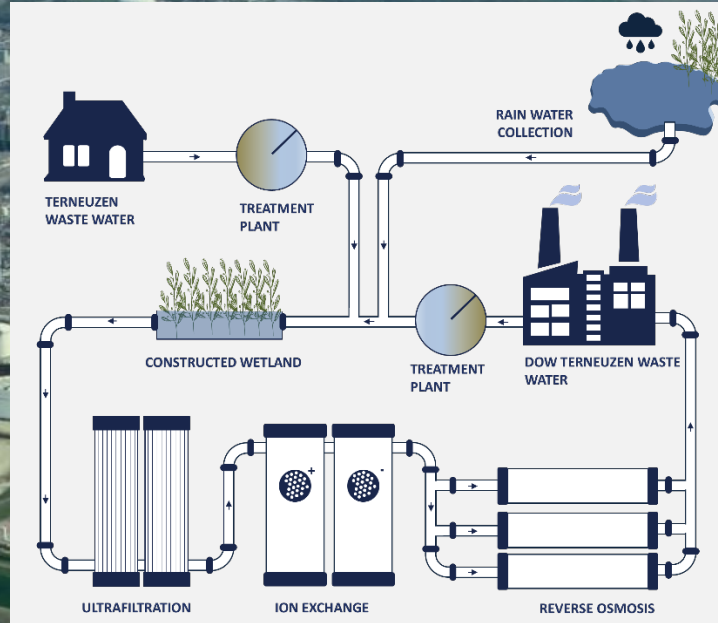 RAIN WATER
COLLECTION
TERNEUZEN
WASTE WATER
TREATMENT
PLANT
CONSTRUCTED WETLAND
TREATMENT
PLANT
DOW TERNEUZEN WASTE
WATER
+
-
ULTRAFILTRATION
ION EXCHANGE
REVERSE OSMOSIS